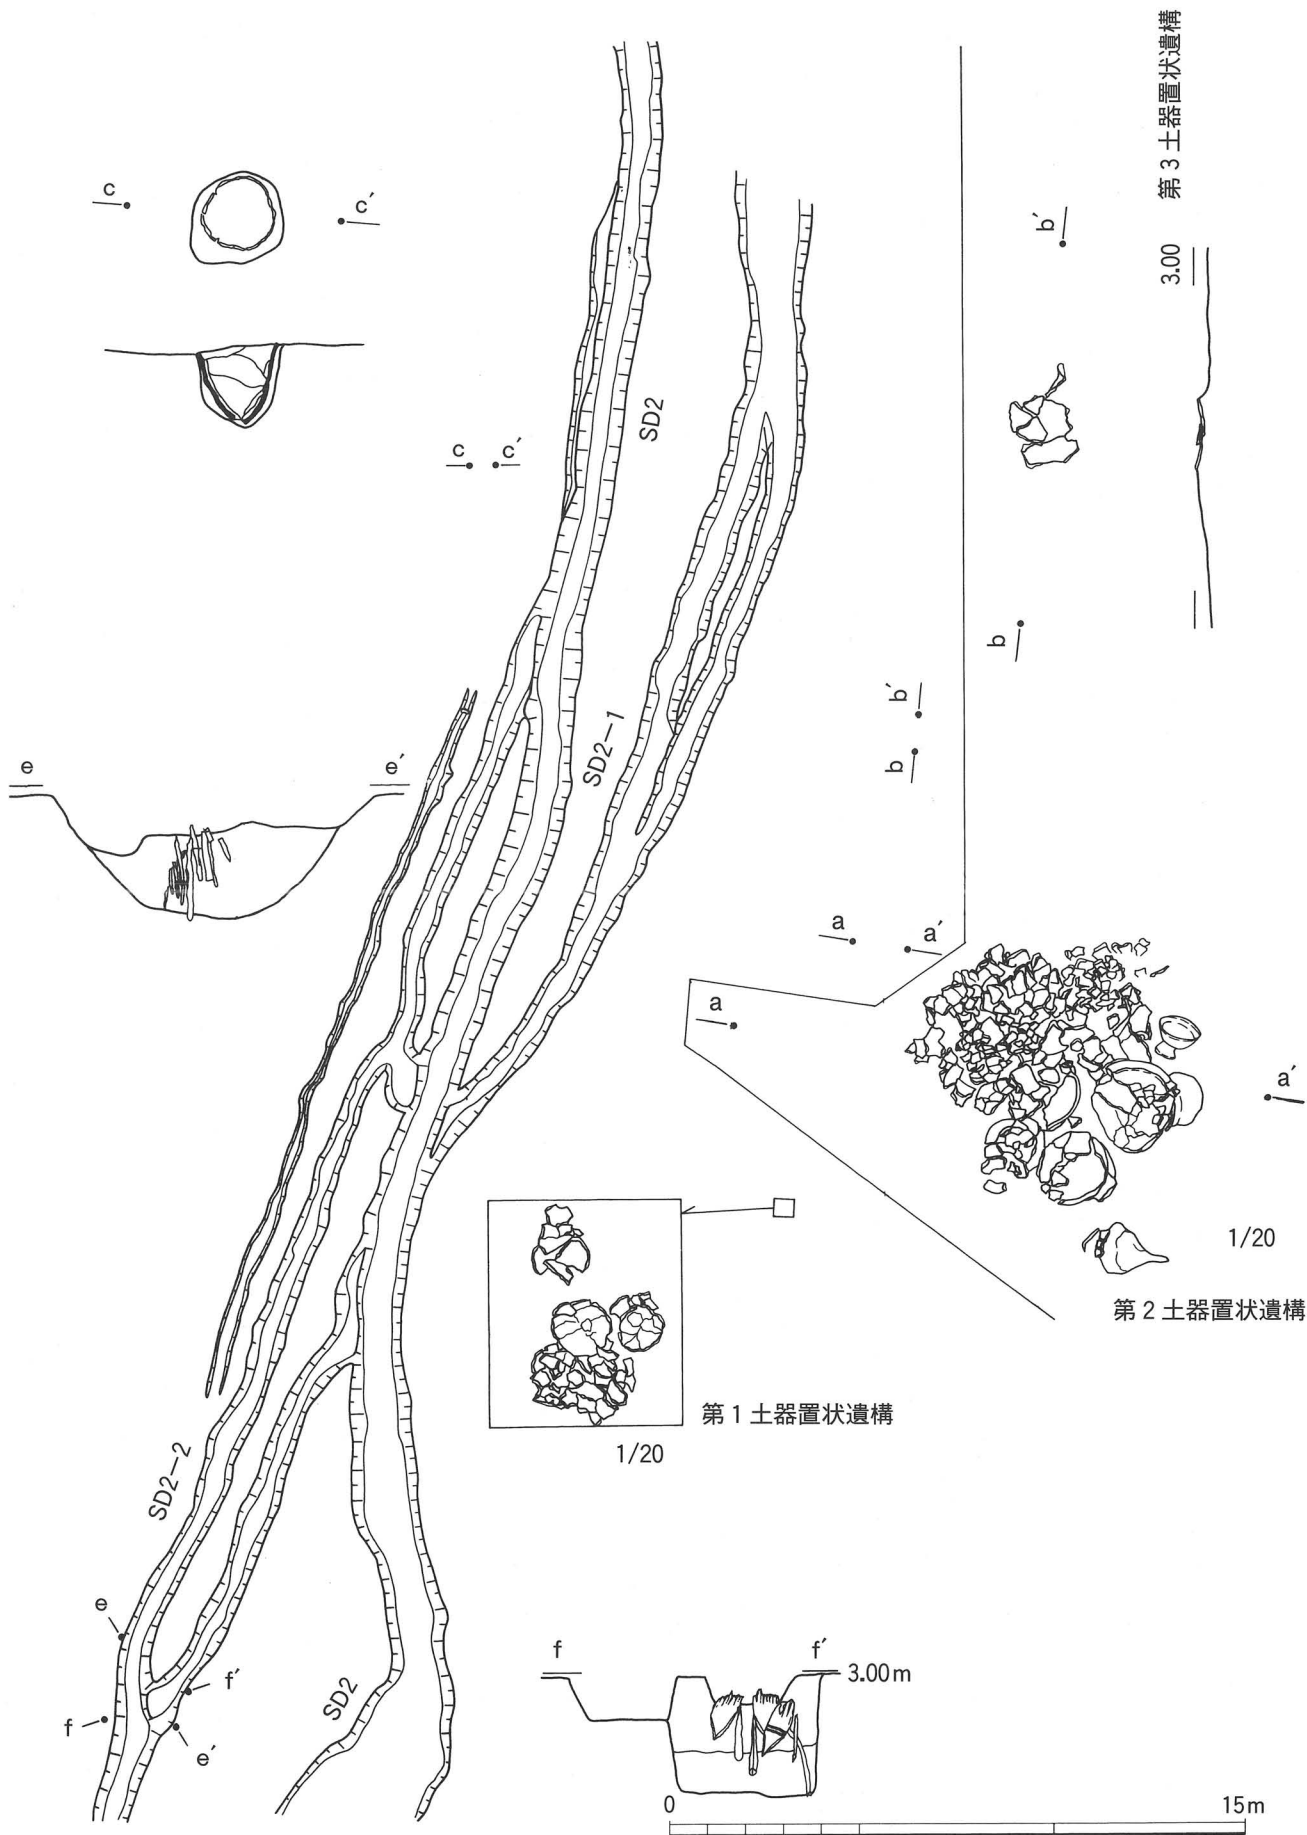 第3土器置状遺構
3.00
c
c′
b′
SD2
c
c′
b
b′
b
SD2-1
e
e′
a
a′
a
a′
1/20
第2土器置状遺構
第1土器置状遺構
1/20
SD2-2
e
f′
f
e′
SD2
f
f′
3.00m
0
15m